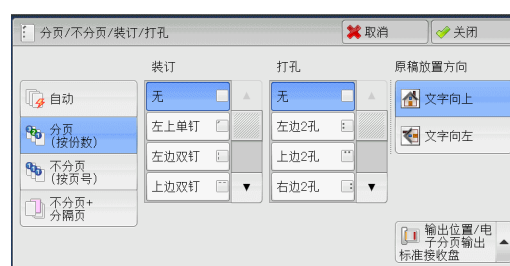 分页/不分页/装订/打孔
取消
关闭
装订
打孔
原稿放置方向
自动
分页
(按份数)
不分页
(按页号)
不分页+
分隔页
无
左上单钉
左边双钉
上边双钉
无
左边2孔
上边2孔
右边2孔
文字向上
文字向左
输出位置/电
子分页输出
标准接收盘